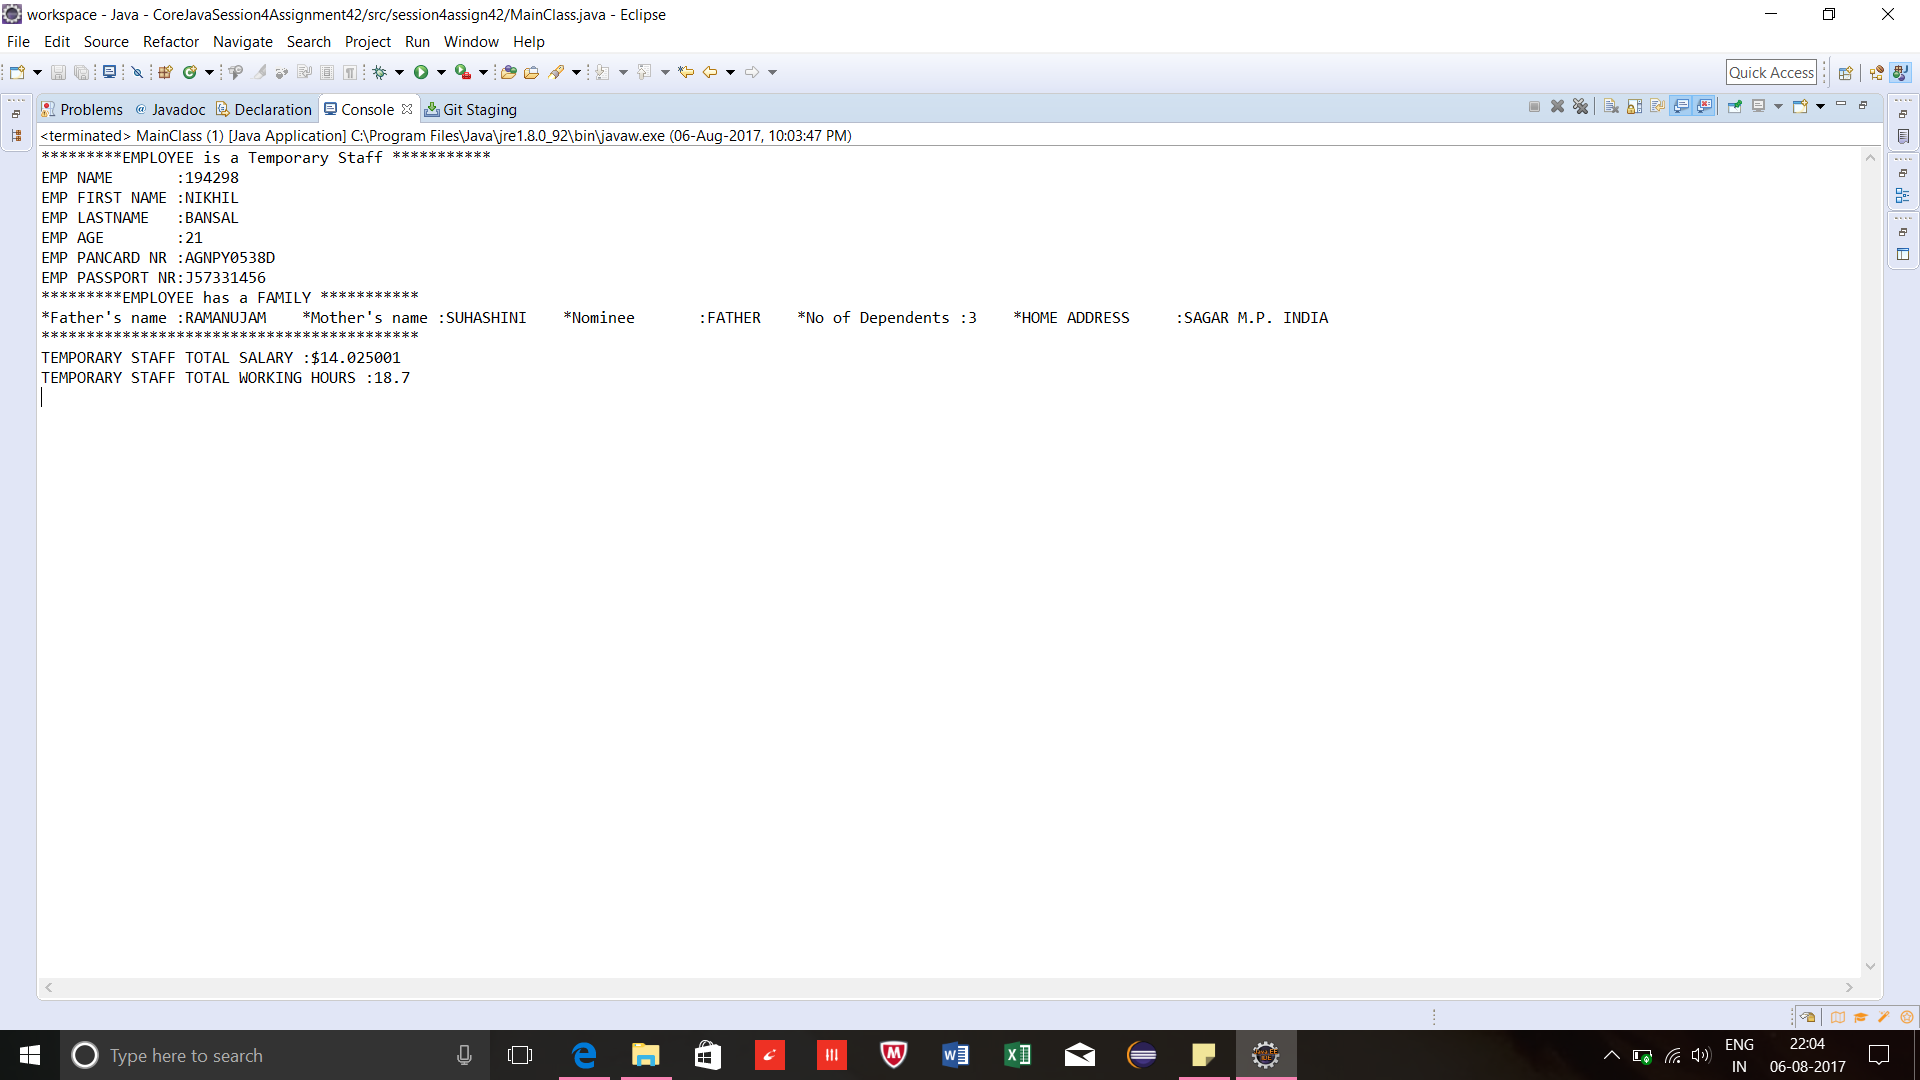 workspace - Java - CoreJavaSession4Assignment42/src/session4assign42/MainClass.java - Eclipse
File Edit Source Refactor Navigate Search Project Run Window Help
Quick Access
Problems @ Javadoc Declaration Console Git Staging
<terminated> MainClass (1) [Java Application] C:\Program Files\Java\jre1.8.0_92\bin\javaw.exe (06-Aug-2017, 10:03:47 PM)
*********EMPLOYEE is a Temporary Staff ***********
EMP NAME       :194298
EMP FIRST NAME :NIKHIL
EMP LASTNAME   :BANSAL
EMP AGE        :21
EMP PANCARD NR :AGNPY0538D
EMP PASSPORT NR:J57331456
*********EMPLOYEE has a FAMILY ***********
*Father's name :RAMANUJAM    *Mother's name :SUHASHINI    *Nominee       :FATHER    *No of Dependents :3    *HOME ADDRESS     :SAGAR M.P. INDIA
******************************************
TEMPORARY STAFF TOTAL SALARY :$14.025001
TEMPORARY STAFF TOTAL WORKING HOURS :18.7
Type here to search
ENG
IN
22:04
06-08-2017